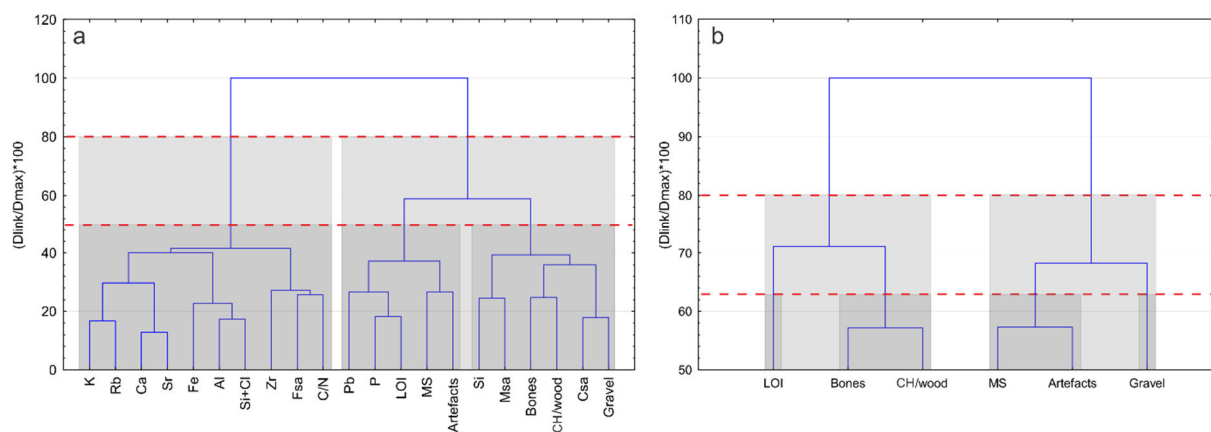 a
(Dlink/Dmax)*100
120
100
80
60
40
20
0
K Rb Ca Sr Fe Al Si+Cl Zr Fsa C/N Pb P LOI MS Artefacts Si Msa Bones CH/wood Csa Gravel
b
(Dlink/Dmax)*100
110
100
90
80
70
60
50
LOI Bones CH/wood MS Artefacts Gravel